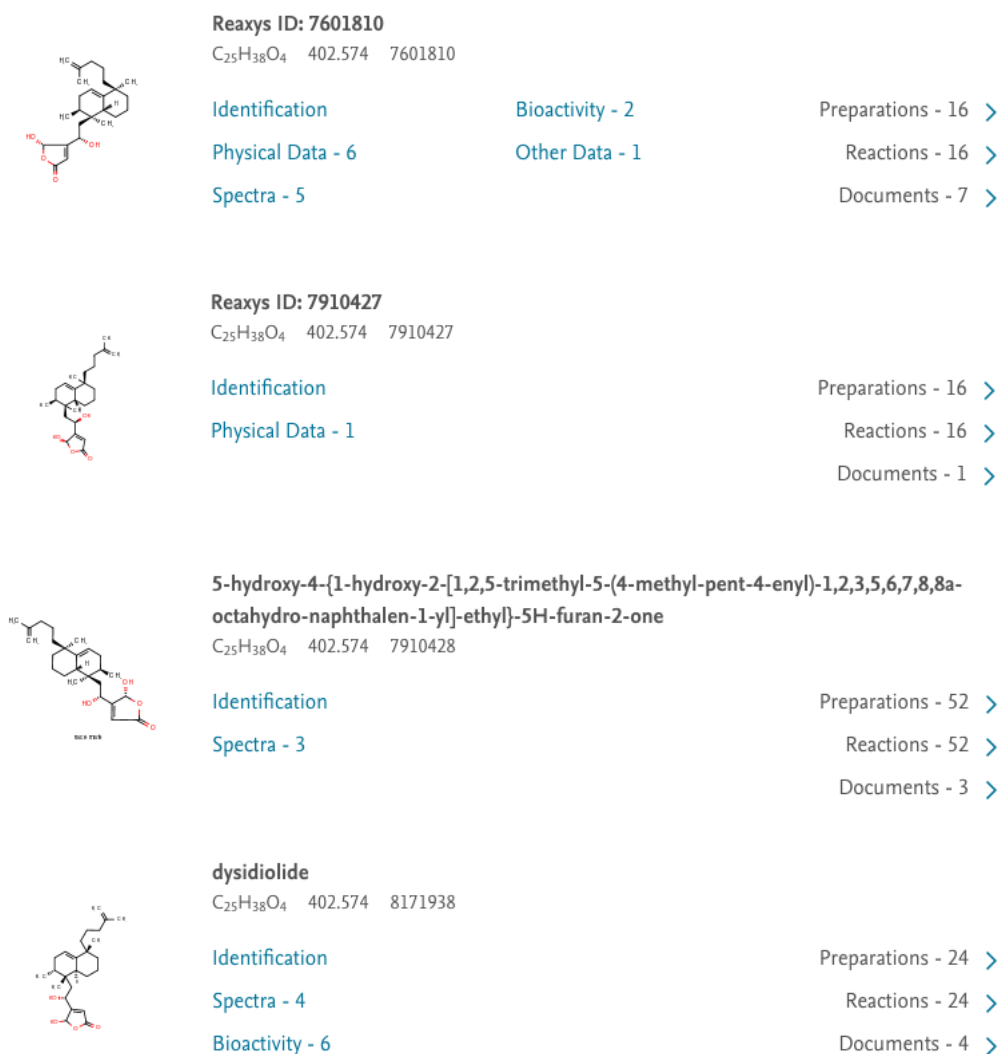 Reaxys ID: 7601810
C₂₅H₃₈O₄ 402.574 7601810
Identification Bioactivity - 2 Preparations - 16
Physical Data - 6 Other Data - 1 Reactions - 16
Spectra - 5 Documents - 7
HO
OH
O
O
Reaxys ID: 7910427
C₂₅H₃₈O₄ 402.574 7910427
Identification Preparations - 16
Physical Data - 1 Reactions - 16
Documents - 1
5-hydroxy-4-{1-hydroxy-2-[1,2,5-trimethyl-5-(4-methyl-pent-4-enyl)-1,2,3,5,6,7,8,8a-
octahydro-naphthalen-1-yl]-ethyl}-5H-furan-2-one
C₂₅H₃₈O₄ 402.574 7910428
Identification Preparations - 52
Spectra - 3 Reactions - 52
Documents - 3
OH
HO
O
O
dysidiolide
C₂₅H₃₈O₄ 402.574 8171938
Identification Preparations - 24
Spectra - 4 Reactions - 24
Bioactivity - 6 Documents - 4